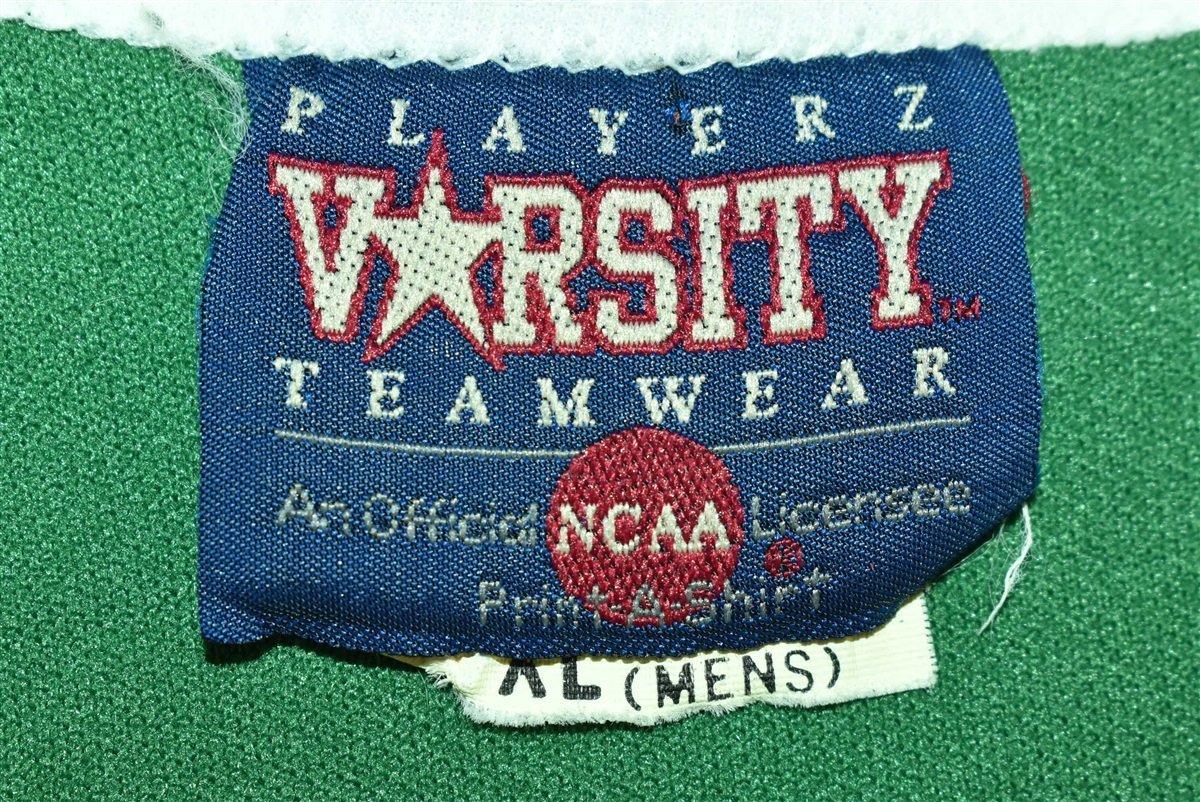 PLAYERZ
V★RSITY™
TEAMWEAR
An Official NCAA® Licensee
Print-A-Shirt
XL (MENS)